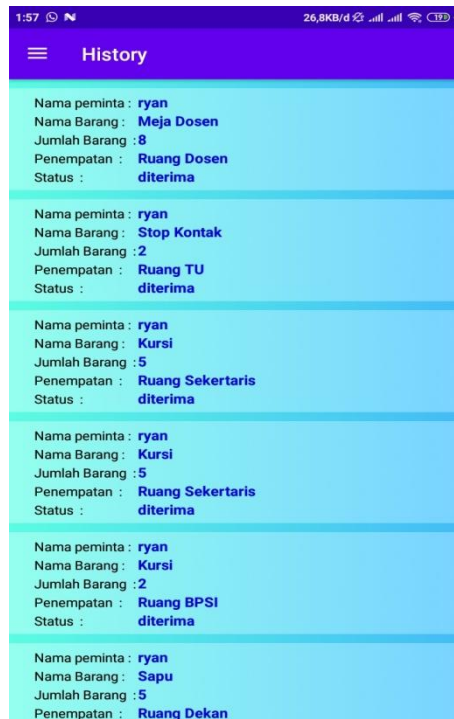 1:57 26,8KB/d 19
History
Nama peminta : ryan
Nama Barang : Meja Dosen
Jumlah Barang :8
Penempatan : Ruang Dosen
Status : diterima
Nama peminta : ryan
Nama Barang : Stop Kontak
Jumlah Barang :2
Penempatan : Ruang TU
Status : diterima
Nama peminta : ryan
Nama Barang : Kursi
Jumlah Barang :5
Penempatan : Ruang Sekertaris
Status : diterima
Nama peminta : ryan
Nama Barang : Kursi
Jumlah Barang :5
Penempatan : Ruang Sekertaris
Status : diterima
Nama peminta : ryan
Nama Barang : Kursi
Jumlah Barang :2
Penempatan : Ruang BPSI
Status : diterima
Nama peminta : ryan
Nama Barang : Sapu
Jumlah Barang :5
Penempatan : Ruang Dekan